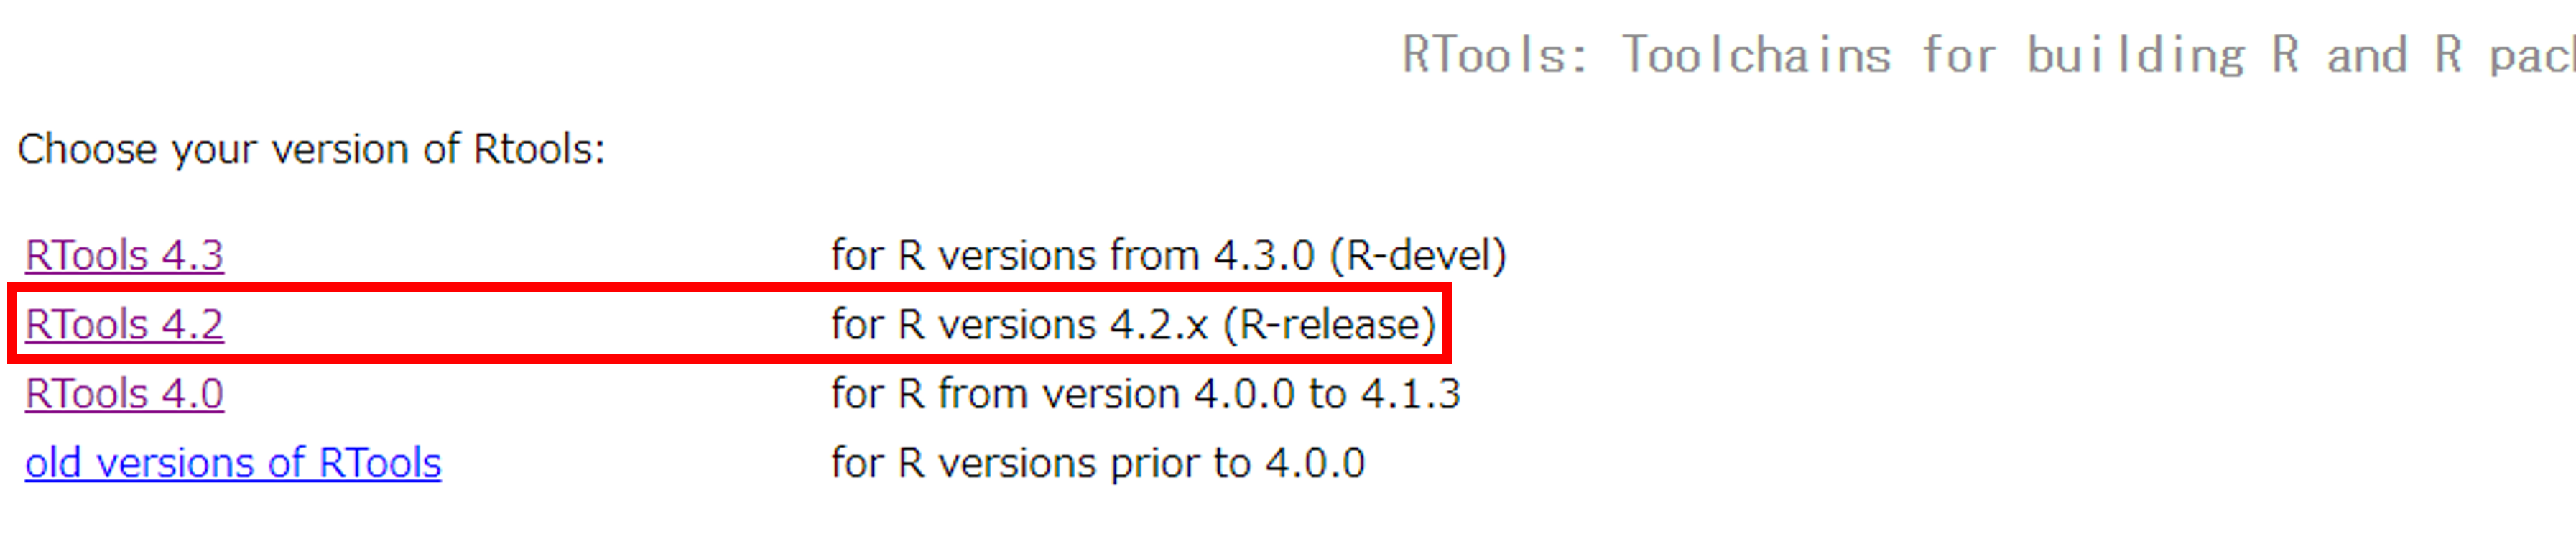 RTools: Toolchains for building R and R
Choose your version of Rtools:
RTools 4.3 for R versions from 4.3.0 (R-devel)
RTools 4.2 for R versions 4.2.x (R-release)
RTools 4.0 for R from version 4.0.0 to 4.1.3
old versions of RTools for R versions prior to 4.0.0